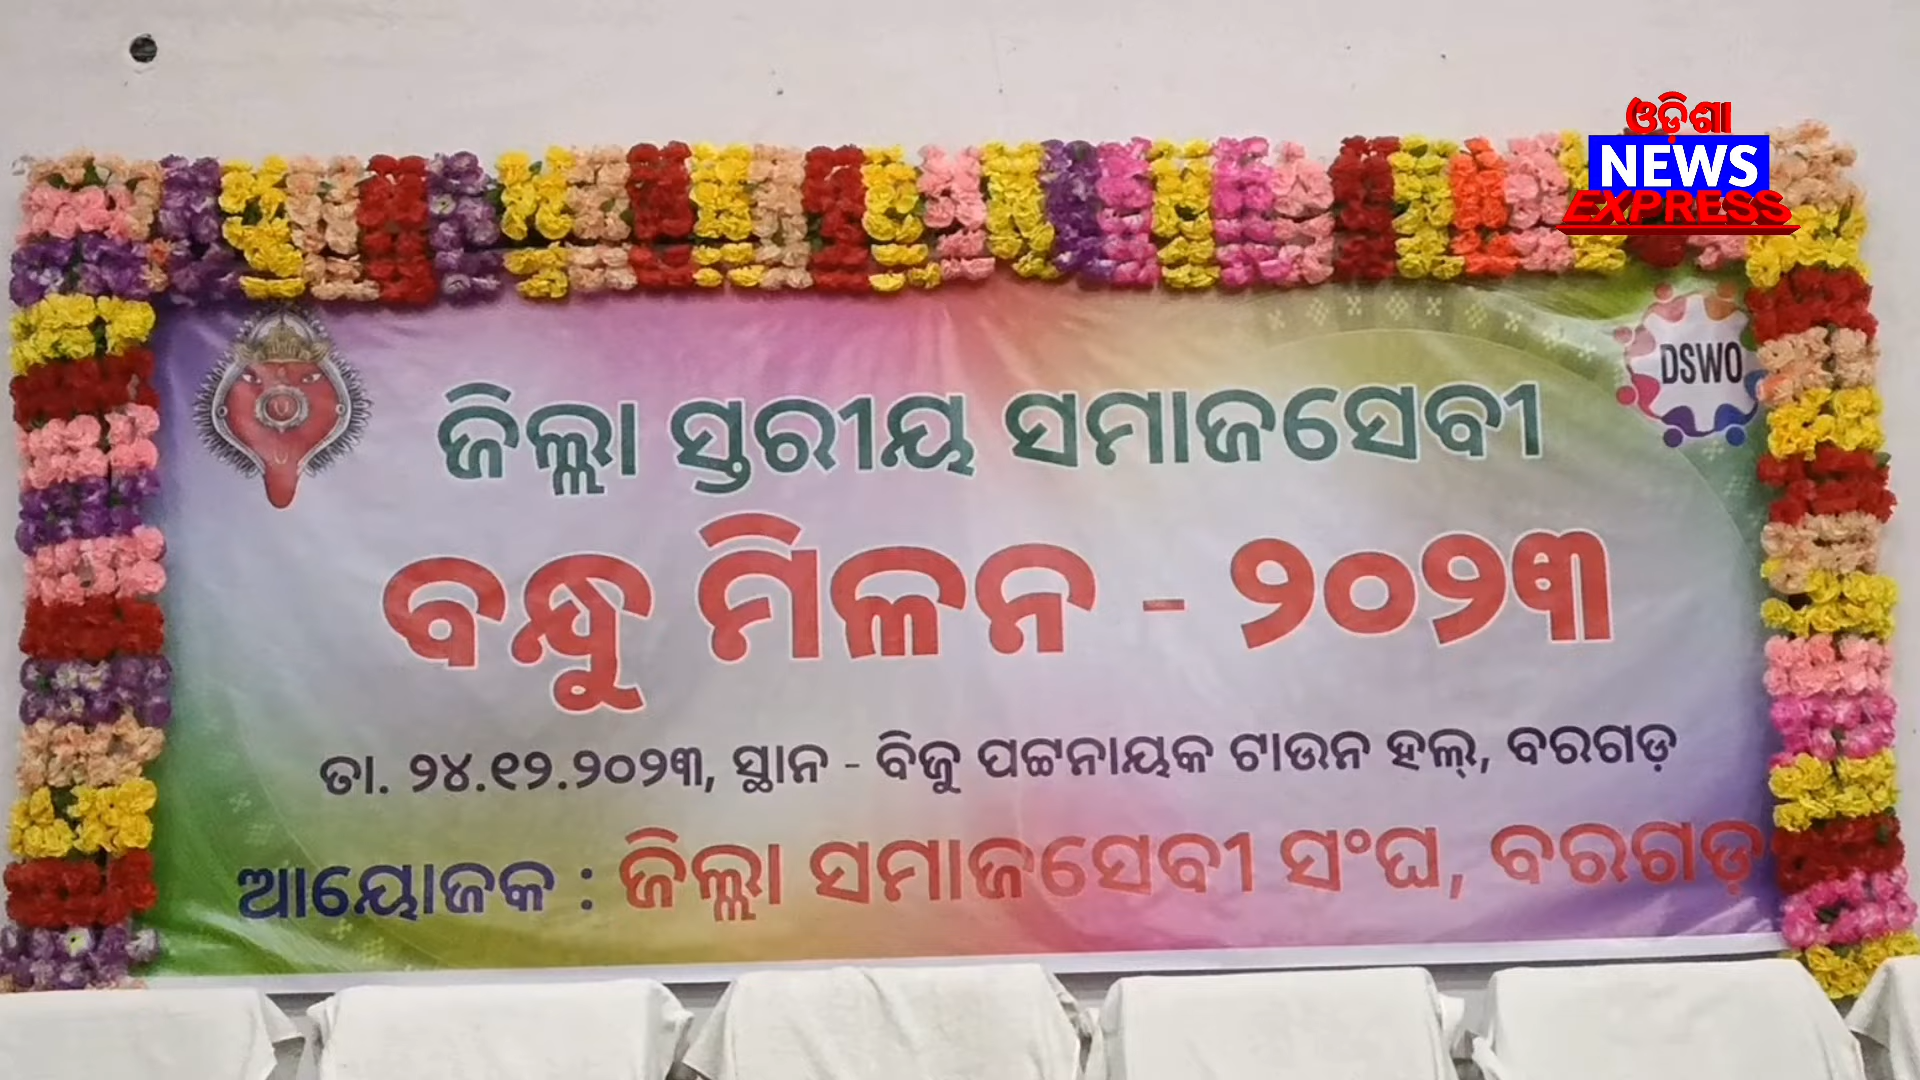 ଓଡ଼ିଶା
NEWS
EXPRESS
DSWO
ଜିଲ୍ଲା ସ୍ତରୀୟ ସମାଜସେବୀ
ବନ୍ଧୁ ମିଳନ - ୨୦୨୩
ତା. ୨୪.୧୨.୨୦୨୩, ସ୍ଥାନ - ବିଜୁ ପଟ୍ଟନାୟକ ଟାଉନ ହଲ୍, ବରଗଡ଼
ଆୟୋଜକ : ଜିଲ୍ଲା ସମାଜସେବୀ ସଂଘ, ବରଗଡ଼